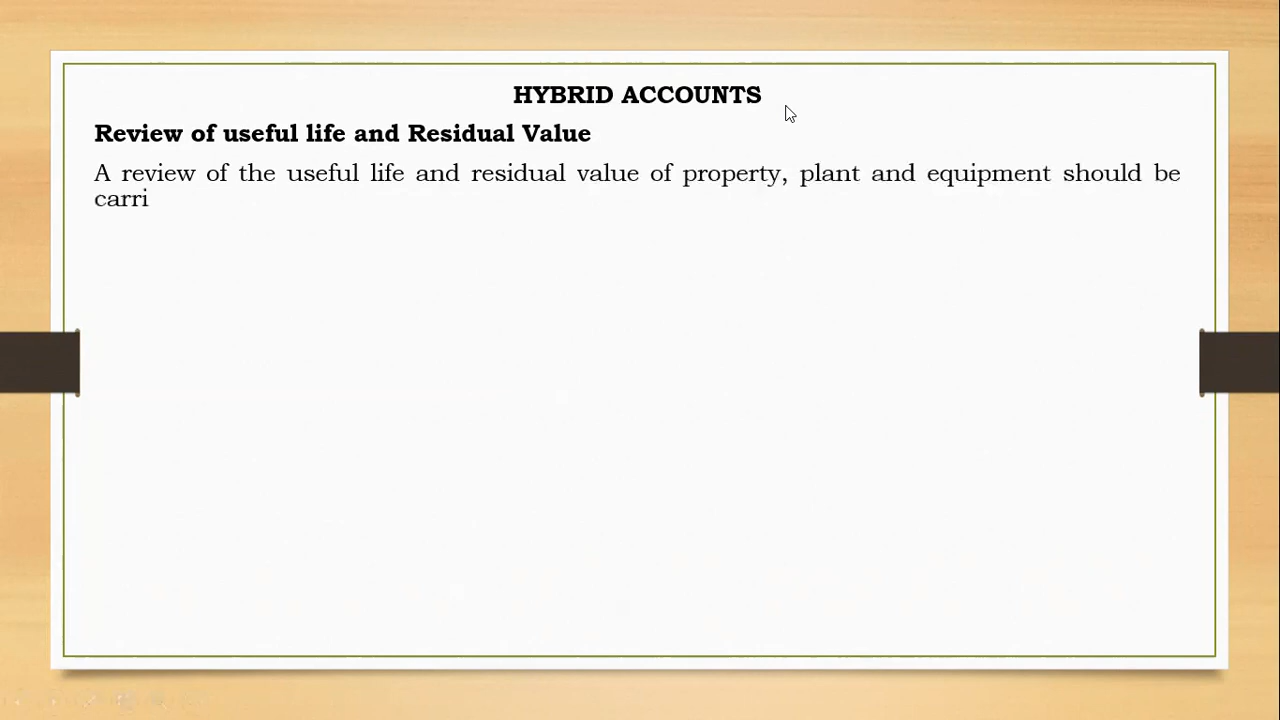 HYBRID ACCOUNTS
Review of useful life and Residual Value
A review of the useful life and residual value of property, plant and equipment should be
carri